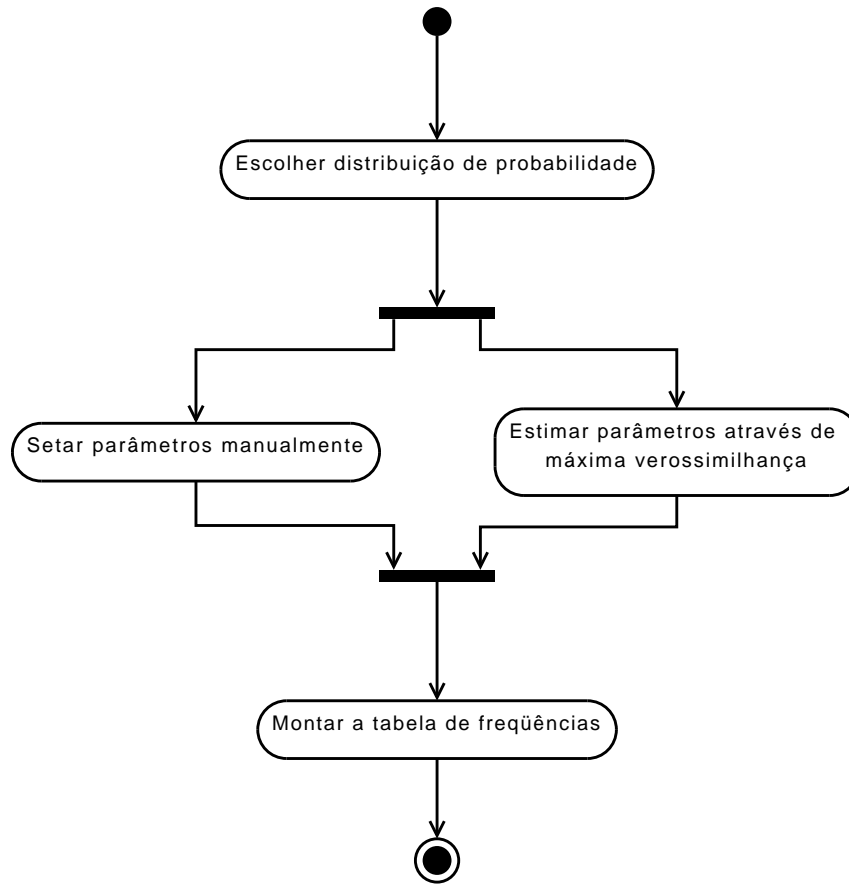 Escolher distribuição de probabilidade
Setar parâmetros manualmente
Estimar parâmetros através de
máxima verossimilhança
Montar a tabela de freqüências